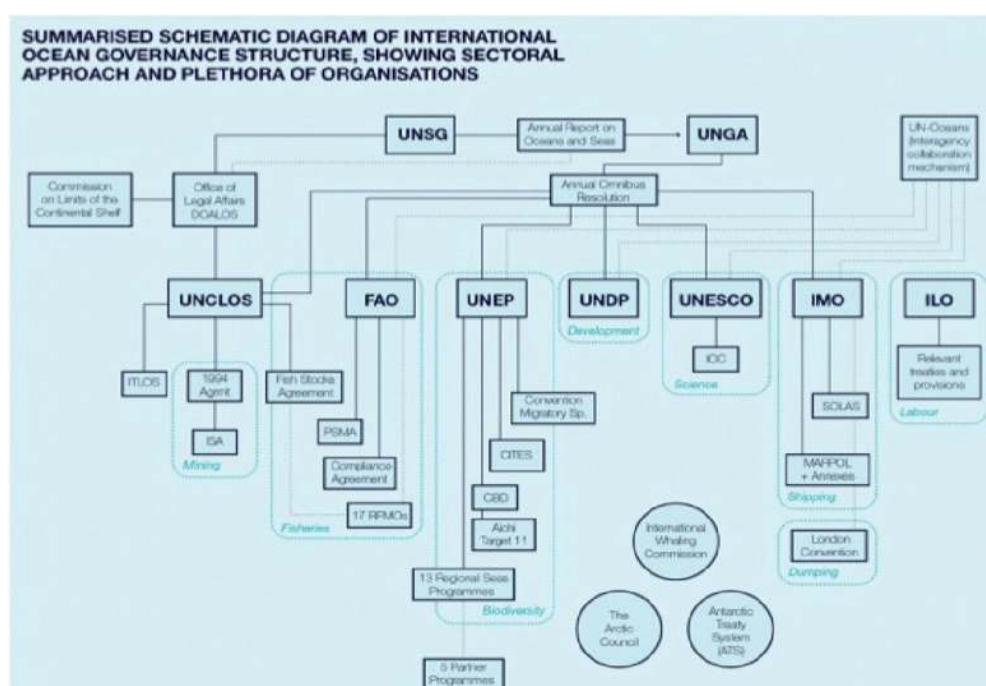 SUMMARISED SCHEMATIC DIAGRAM OF INTERNATIONAL
OCEAN GOVERNANCE STRUCTURE, SHOWING SECTORAL
APPROACH AND PLETHORA OF ORGANISATIONS
UNSG
Annual Report on
Oceans and Seas
UNGA
UN-Oceans
(Interagency
collaboration
mechanism)
Commission
on Limits of the
Continental Shelf
Office of
Legal Affairs
DOALOS
Annual Omnibus
Resolution
UNCLOS
FAO
UNEP
UNDP
UNESCO
IMO
ILO
Development
ITLOS
1994
Agmt
ISA
Mining
Fish Stocks
Agreement
PSMA
Compliance
Agreement
17 RFMOs
Fisheries
Convention
Migratory Sp.
CITES
CBD
Aichi
Target 11
13 Regional Seas
Programmes
Biodiversity
5 Partner
Programmes
IOC
Science
SOLAS
MARPOL
+ Annexes
Shipping
London
Convention
Dumping
Relevant
treaties and
provisions
Labour
International
Whaling
Commission
The
Arctic
Council
Antarctic
Treaty
System
(ATS)